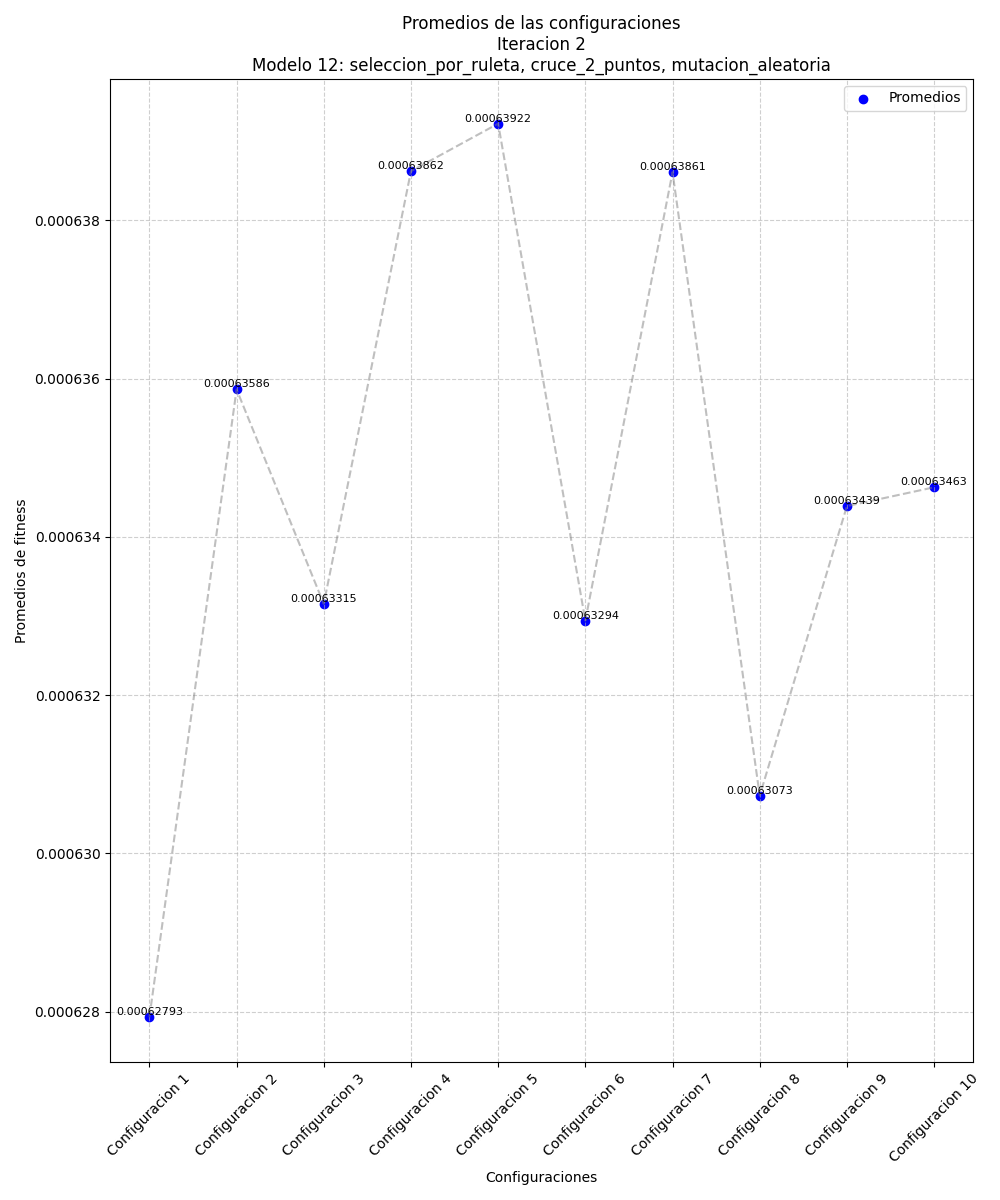 Promedios de las configuraciones
Iteracion 2
Modelo 12: seleccion_por_ruleta, cruce_2_puntos, mutacion_aleatoria
Promedios
0.00063922
0.00063862
0.00063861
0.000638
0.00063586
0.000636
0.00063463
0.00063439
0.000634
0.00063315
0.00063294
0.000632
0.00063073
0.000630
0.00062793
0.000628
Promedios de fitness
Configuracion 1
Configuracion 2
Configuracion 3
Configuracion 4
Configuracion 5
Configuracion 6
Configuracion 7
Configuracion 8
Configuracion 9
Configuracion 10
Configuraciones